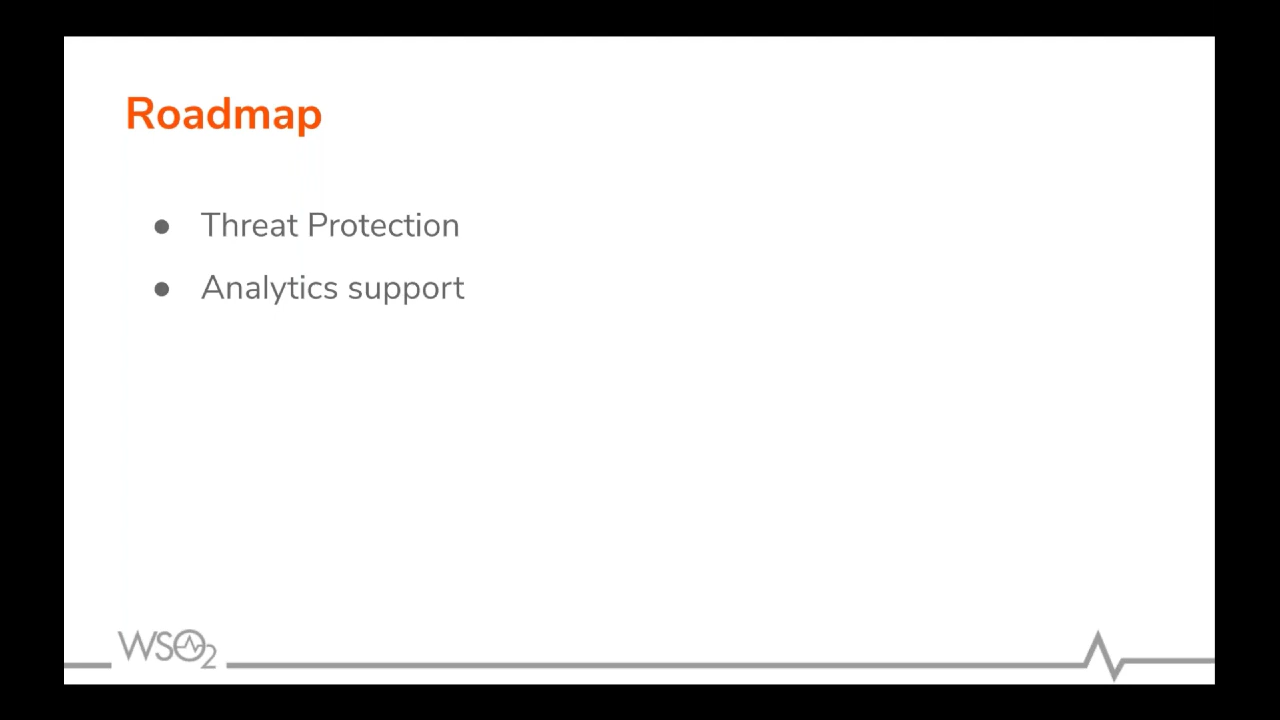 Roadmap
● Threat Protection
● Analytics support
WSO2